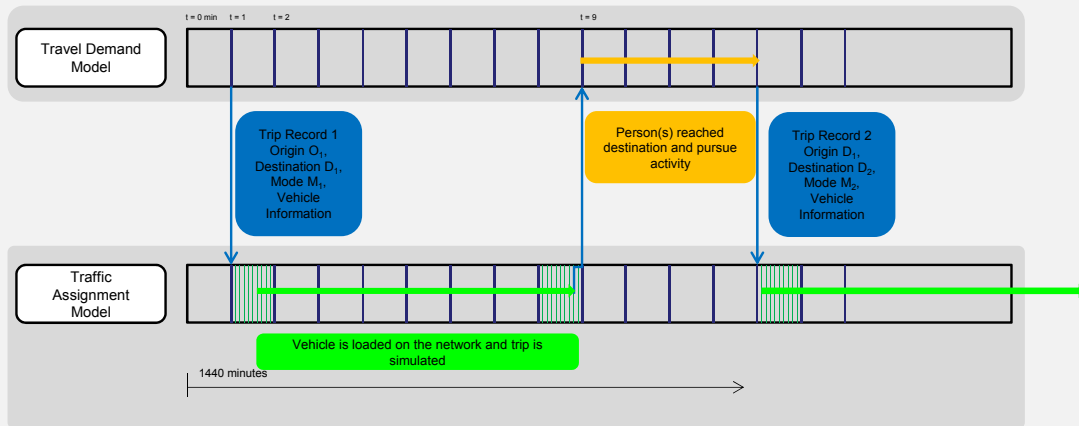 t = 0 min t = 1 t = 2 t = 9
Travel Demand
Model
Trip Record 1
Origin O₁,
Destination D₁,
Mode M₁,
Vehicle
Information
Person(s) reached
destination and pursue
activity
Trip Record 2
Origin D₁,
Destination D₂,
Mode M₂,
Vehicle
Information
Traffic
Assignment
Model
Vehicle is loaded on the network and trip is
simulated
1440 minutes